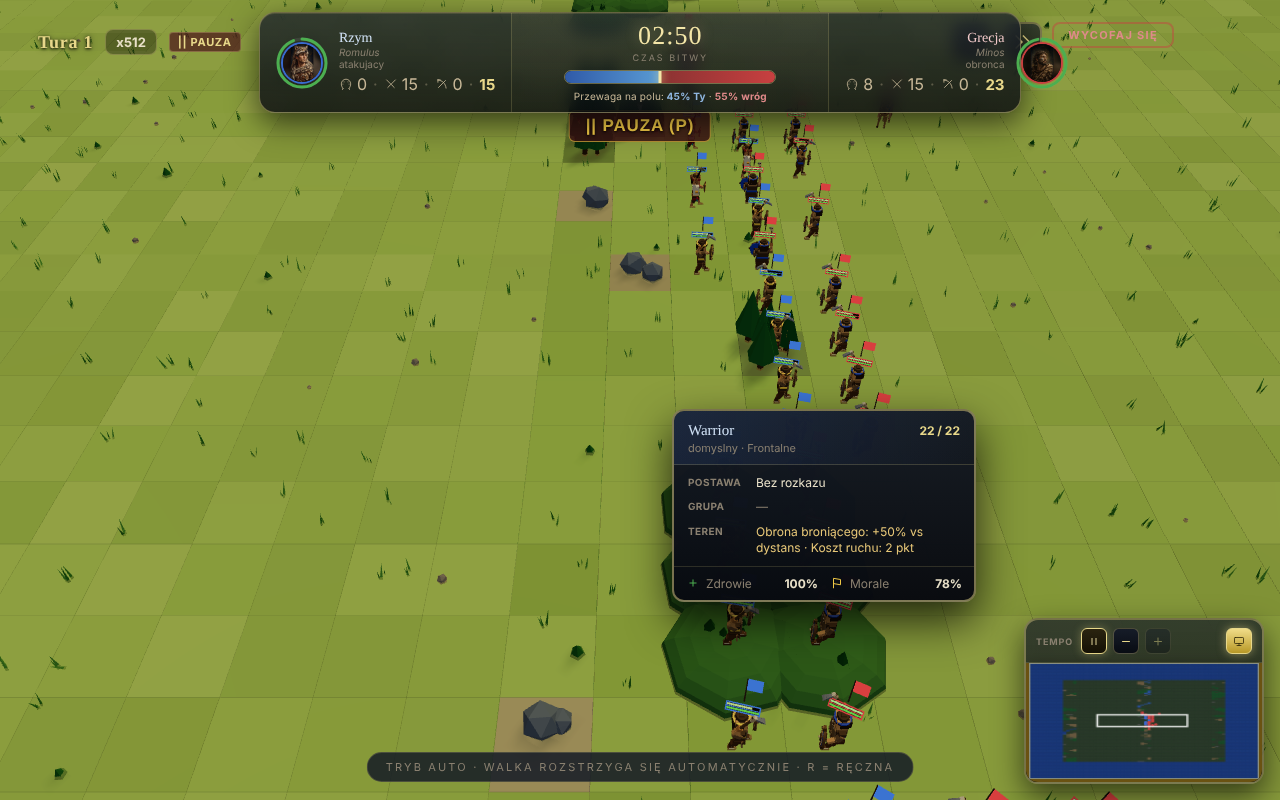 Tura 1
x512
PAUZA
Rzym
Romulus
atakujacy
0 · 15 · 0 · 15
02:50
CZAS BITWY
Przewaga na polu: 45% Ty · 55% wróg
Grecja
Minos
obronca
8 · 15 · 0 · 23
WYCOFAJ SIĘ
PAUZA (P)
Warrior
22 / 22
domyslny · Frontalne
POSTAWA
Bez rozkazu
GRUPA
—
TEREN
Obrona broniącego: +50% vs
dystans · Koszt ruchu: 2 pkt
Zdrowie
100%
Morale
78%
TEMPO
TRYB AUTO · WALKA ROZSTRZYGA SIĘ AUTOMATYCZNIE · R = RĘCZNA